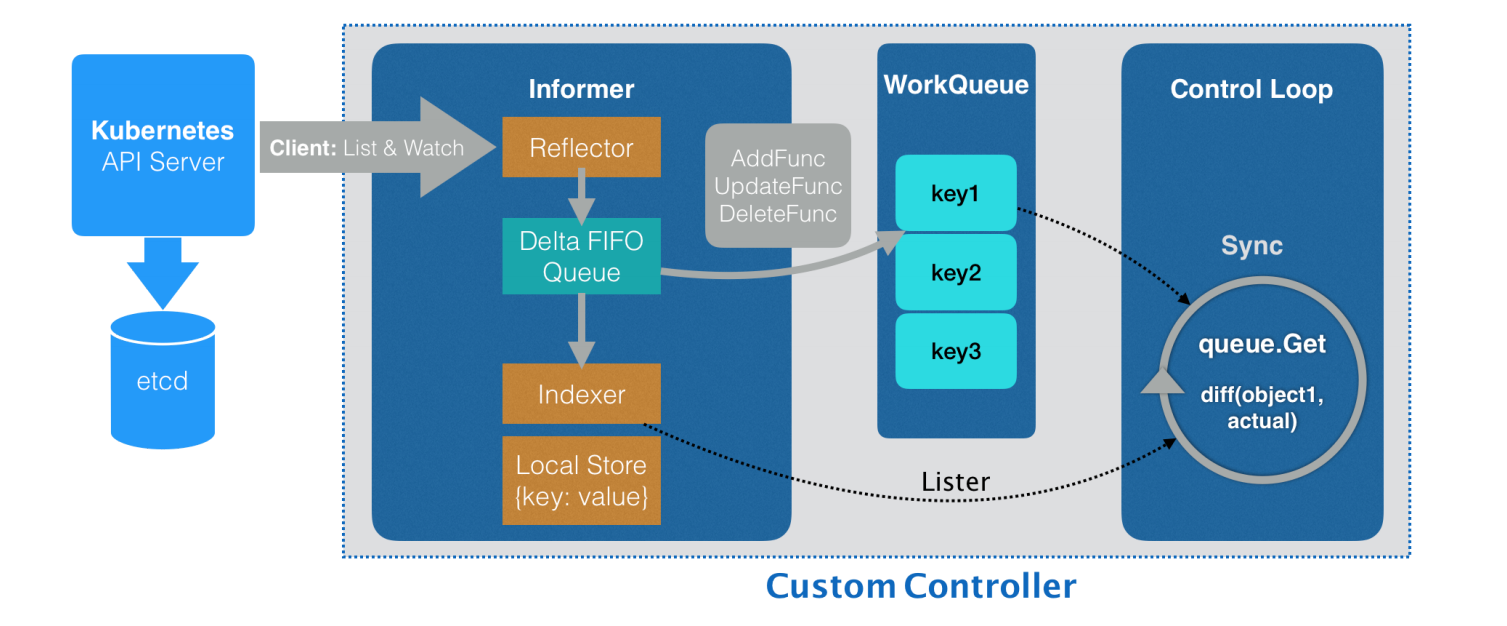 Kubernetes
API Server
etcd
Client: List & Watch
Informer
Reflector
Delta FIFO
Queue
Indexer
Local Store
{key: value}
AddFunc
UpdateFunc
DeleteFunc
WorkQueue
key1
key2
key3
Lister
Control Loop
Sync
queue.Get
diff(object1,
actual)
Custom Controller